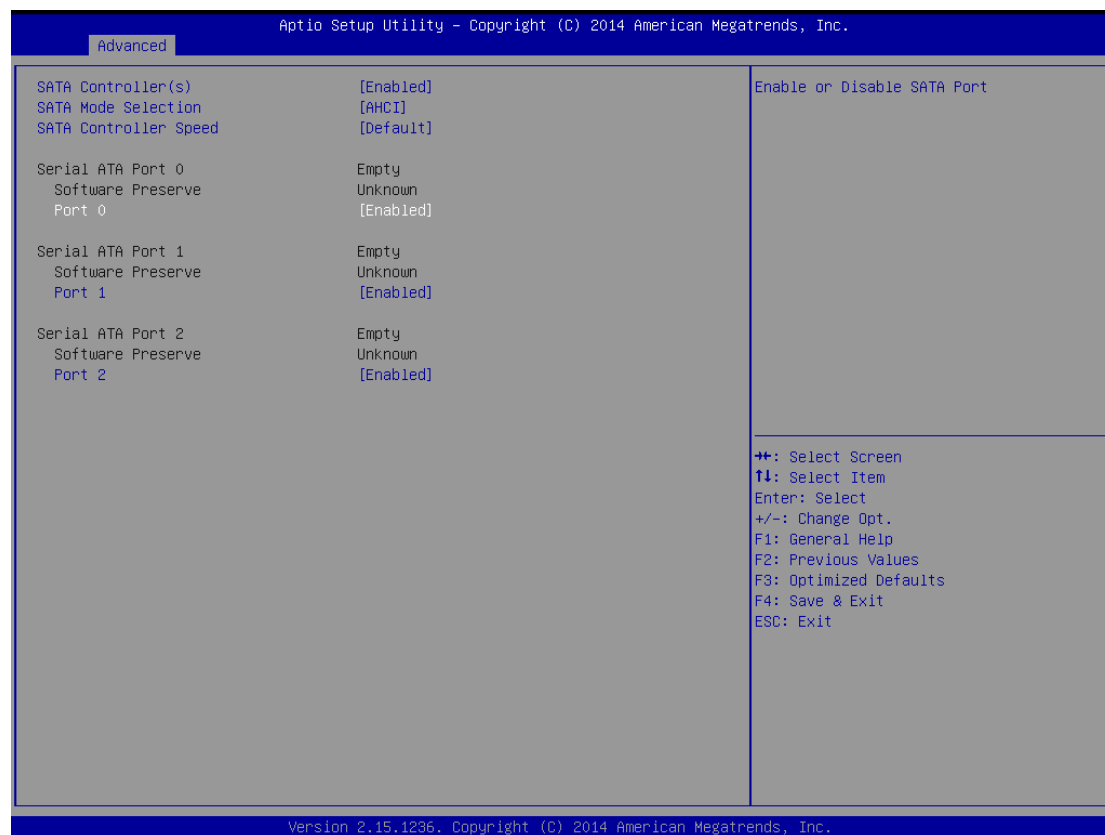 Aptio Setup Utility – Copyright (C) 2014 American Megatrends, Inc.
Advanced
SATA Controller(s) [Enabled]
SATA Mode Selection [AHCI]
SATA Controller Speed [Default]
Serial ATA Port 0 Empty
Software Preserve Unknown
Port 0 [Enabled]
Serial ATA Port 1 Empty
Software Preserve Unknown
Port 1 [Enabled]
Serial ATA Port 2 Empty
Software Preserve Unknown
Port 2 [Enabled]
Enable or Disable SATA Port
→←: Select Screen
↑↓: Select Item
Enter: Select
+/-: Change Opt.
F1: General Help
F2: Previous Values
F3: Optimized Defaults
F4: Save & Exit
ESC: Exit
Version 2.15.1236. Copyright (C) 2014 American Megatrends, Inc.